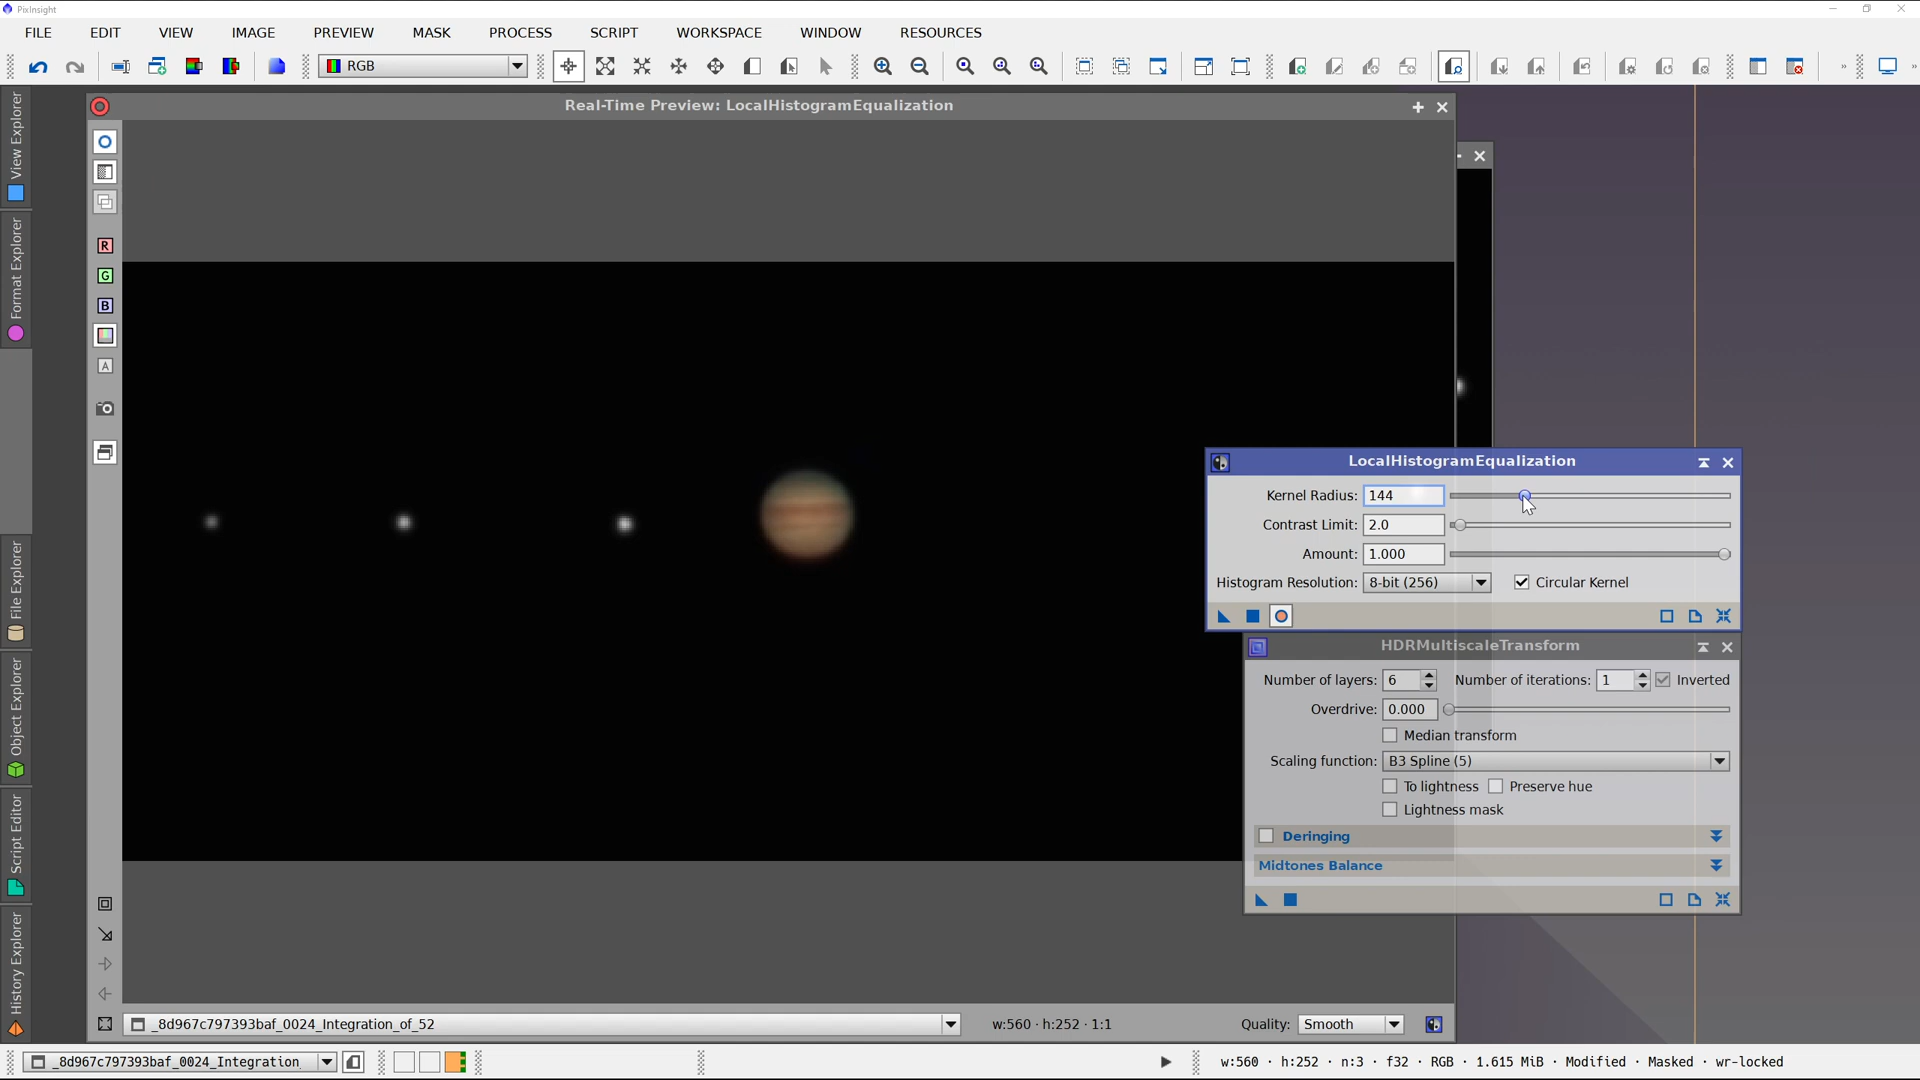 PixInsight
FILE EDIT VIEW IMAGE PREVIEW MASK PROCESS SCRIPT WORKSPACE WINDOW RESOURCES
RGB
Real-Time Preview: LocalHistogramEqualization
View Explorer
Format Explorer
File Explorer
Object Explorer
Script Editor
History Explorer
R
G
B
A
LocalHistogramEqualization
Kernel Radius: 144
Contrast Limit: 2.0
Amount: 1.000
Histogram Resolution: 8-bit (256) Circular Kernel
HDRMultiscaleTransform
Number of layers: 6 Number of iterations: 1 Inverted
Overdrive: 0.000
Median transform
Scaling function: B3 Spline (5)
To lightness Preserve hue
Lightness mask
Deringing
Midtones Balance
_8d967c797393baf_0024_Integration_of_52 w:560 · h:252 · 1:1 Quality: Smooth
_8d967c797393baf_0024_Integration w:560 · h:252 · n:3 · f32 · RGB · 1.615 MiB · Modified · Masked · wr-locked